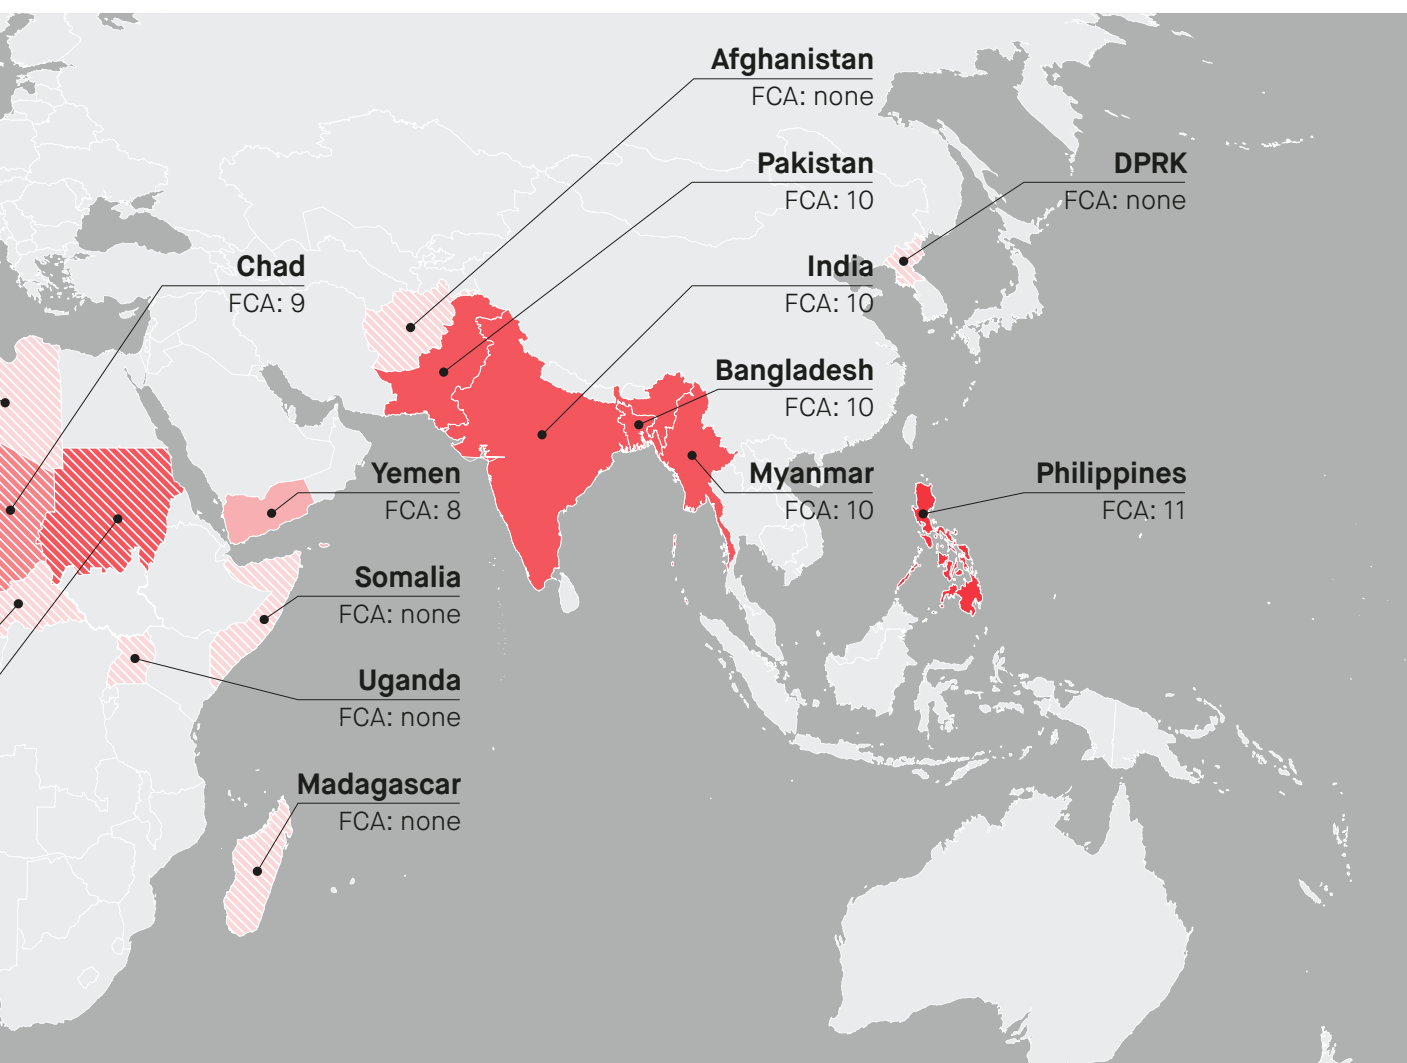 Afghanistan
FCA: none
Pakistan
FCA: 10
DPRK
FCA: none
Chad
FCA: 9
India
FCA: 10
Bangladesh
FCA: 10
Yemen
FCA: 8
Myanmar
FCA: 10
Philippines
FCA: 11
Somalia
FCA: none
Uganda
FCA: none
Madagascar
FCA: none